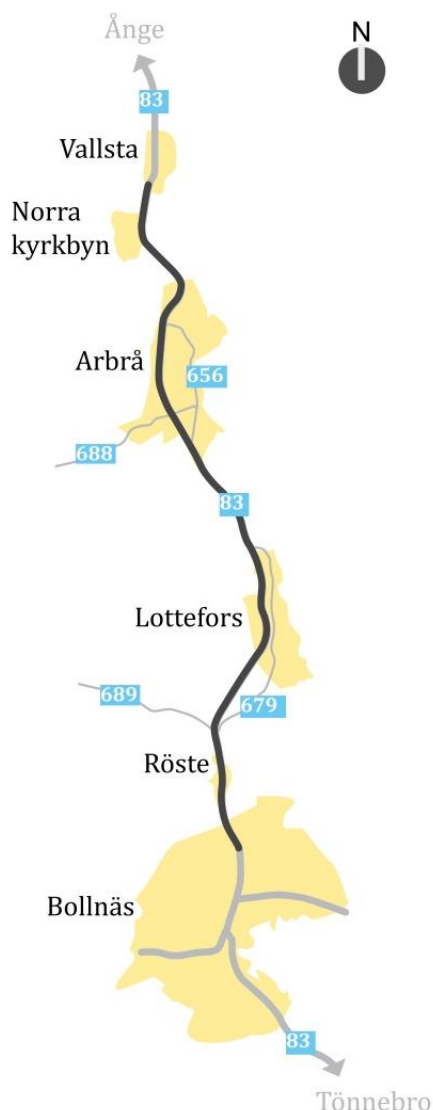 Ånge
N
83
Vallsta
Norra
kyrkbyn
Arbrå
656
688
83
Lottefors
689
679
Röste
Bollnäs
83
Tönnebro